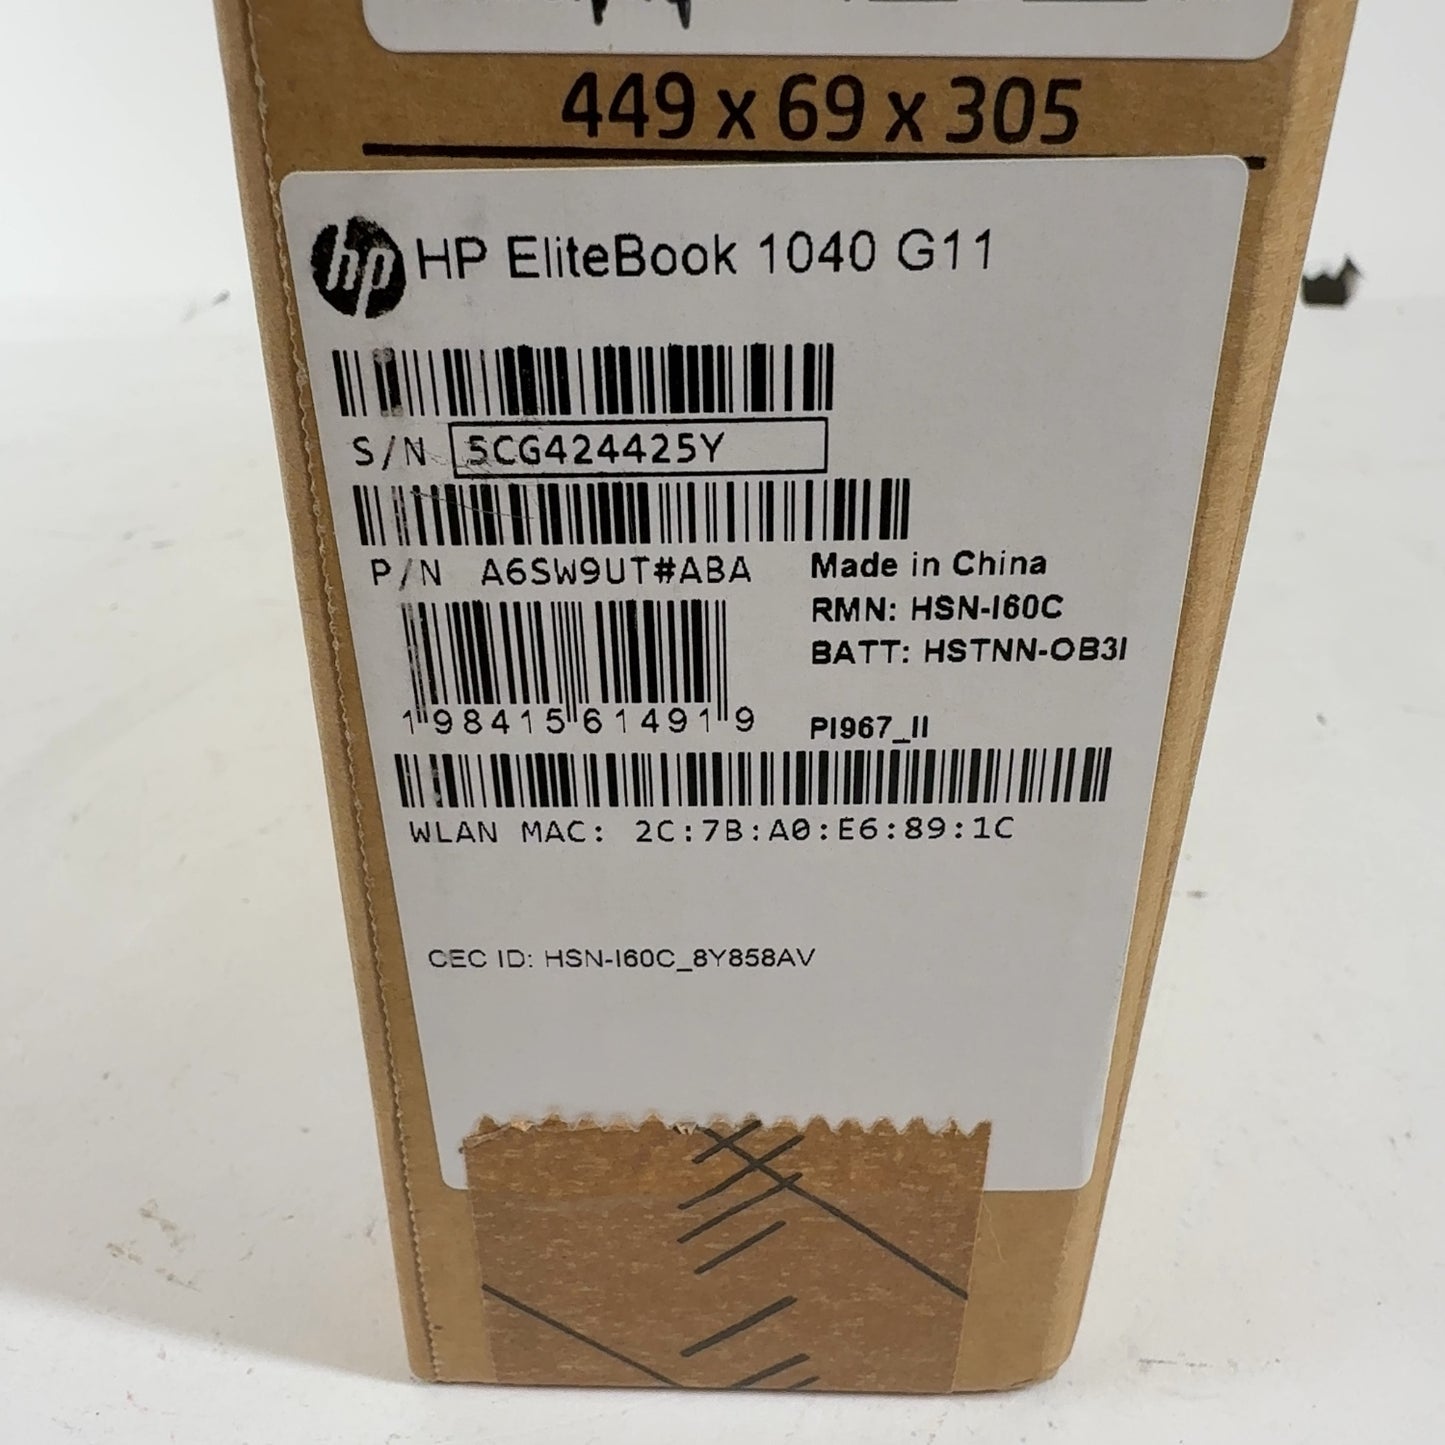 449 x 69 x 305
hp HP EliteBook 1040 G11
S/N 5CG424425Y
P/N A6SW9UT#ABA
Made in China
RMN: HSN-I60C
BATT: HSTNN-OB3I
1 98415 61491 9
PI967_II
WLAN MAC: 2C:7B:A0:E6:89:1C
CEC ID: HSN-I60C_8Y858AV